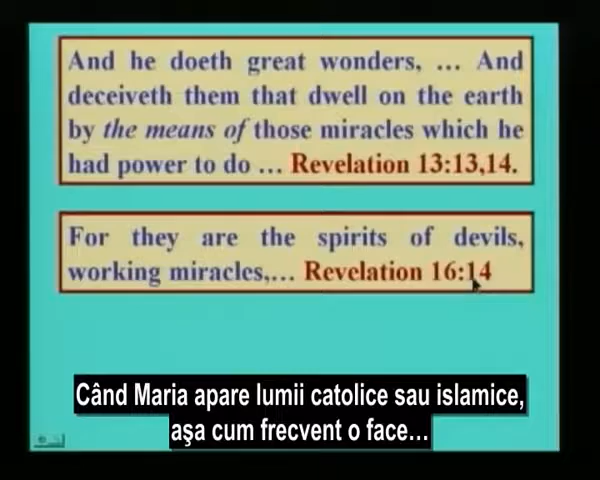 And he doeth great wonders, ... And
deceiveth them that dwell on the earth
by the means of those miracles which he
had power to do ... Revelation 13:13,14.
For they are the spirits of devils,
working miracles,... Revelation 16:14
Când Maria apare lumii catolice sau islamice,
aşa cum frecvent o face...